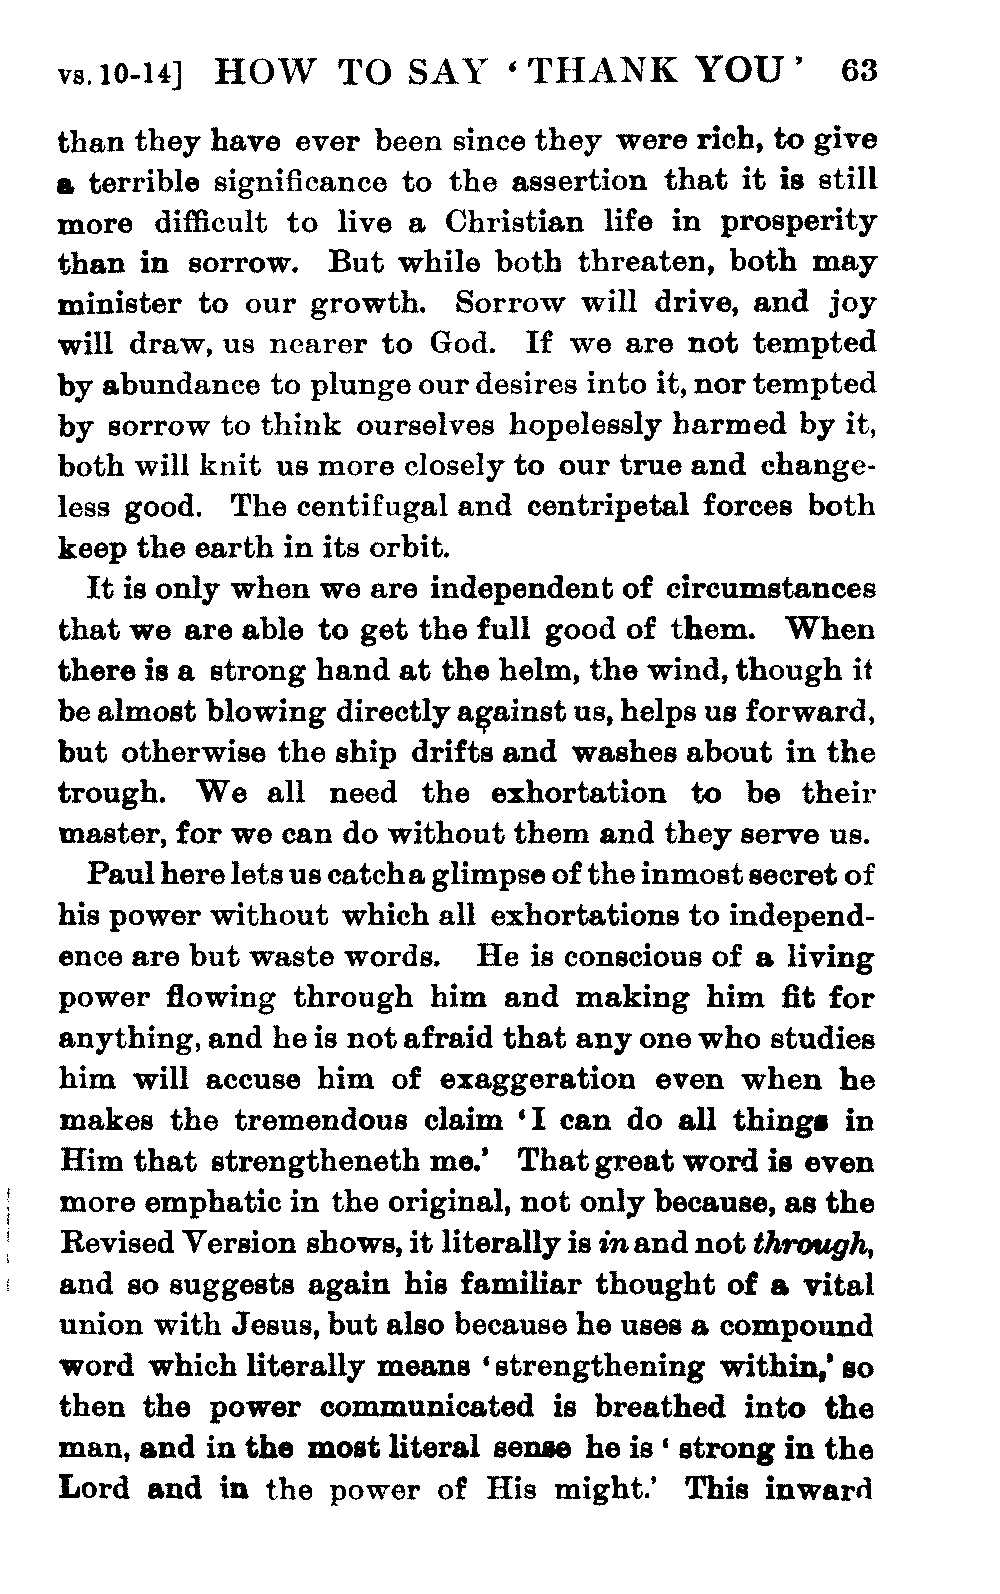 vs. 10-14] HOW TO SAY ‘THANK YOU’ 63
than they have ever been since they were rich, to give
a terrible significance to the assertion that it is still
more difficult to live a Christian life in prosperity
than in sorrow. But while both threaten, both may
minister to our growth. Sorrow will drive, and joy
will draw, us nearer to God. If we are not tempted
by abundance to plunge our desires into it, nor tempted
by sorrow to think ourselves hopelessly harmed by it,
both will knit us more closely to our true and change-
less good. The centifugal and centripetal forces both
keep the earth in its orbit.
It is only when we are independent of circumstances
that we are able to get the full good of them. When
there is a strong hand at the helm, the wind, though it
be almost blowing directly against us, helps us forward,
but otherwise the ship drifts and washes about in the
trough. We all need the exhortation to be their
master, for we can do without them and they serve us.
Paul here lets us catch a glimpse of the inmost secret of
his power without which all exhortations to independ-
ence are but waste words. He is conscious of a living
power flowing through him and making him fit for
anything, and he is not afraid that any one who studies
him will accuse him of exaggeration even when he
makes the tremendous claim ‘I can do all things in
Him that strengtheneth me.’ That great word is even
more emphatic in the original, not only because, as the
Revised Version shows, it literally is in and not through,
and so suggests again his familiar thought of a vital
union with Jesus, but also because he uses a compound
word which literally means ‘strengthening within,’ so
then the power communicated is breathed into the
man, and in the most literal sense he is ‘strong in the
Lord and in the power of His might.’ This inward